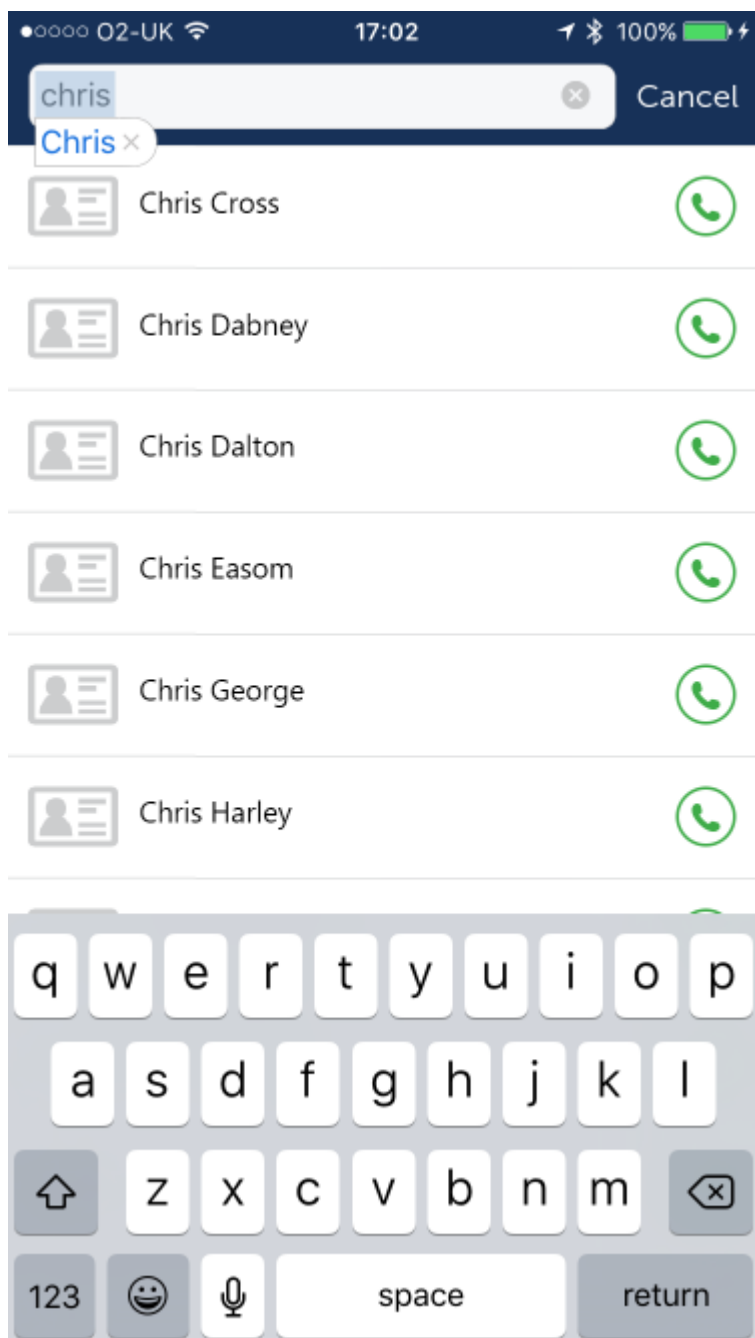 O2-UK 17:02 100%
chris Cancel
Chris ×
Chris Cross
Chris Dabney
Chris Dalton
Chris Easom
Chris George
Chris Harley
q w e r t y u i o p
a s d f g h j k l
z x c v b n m
123 space return